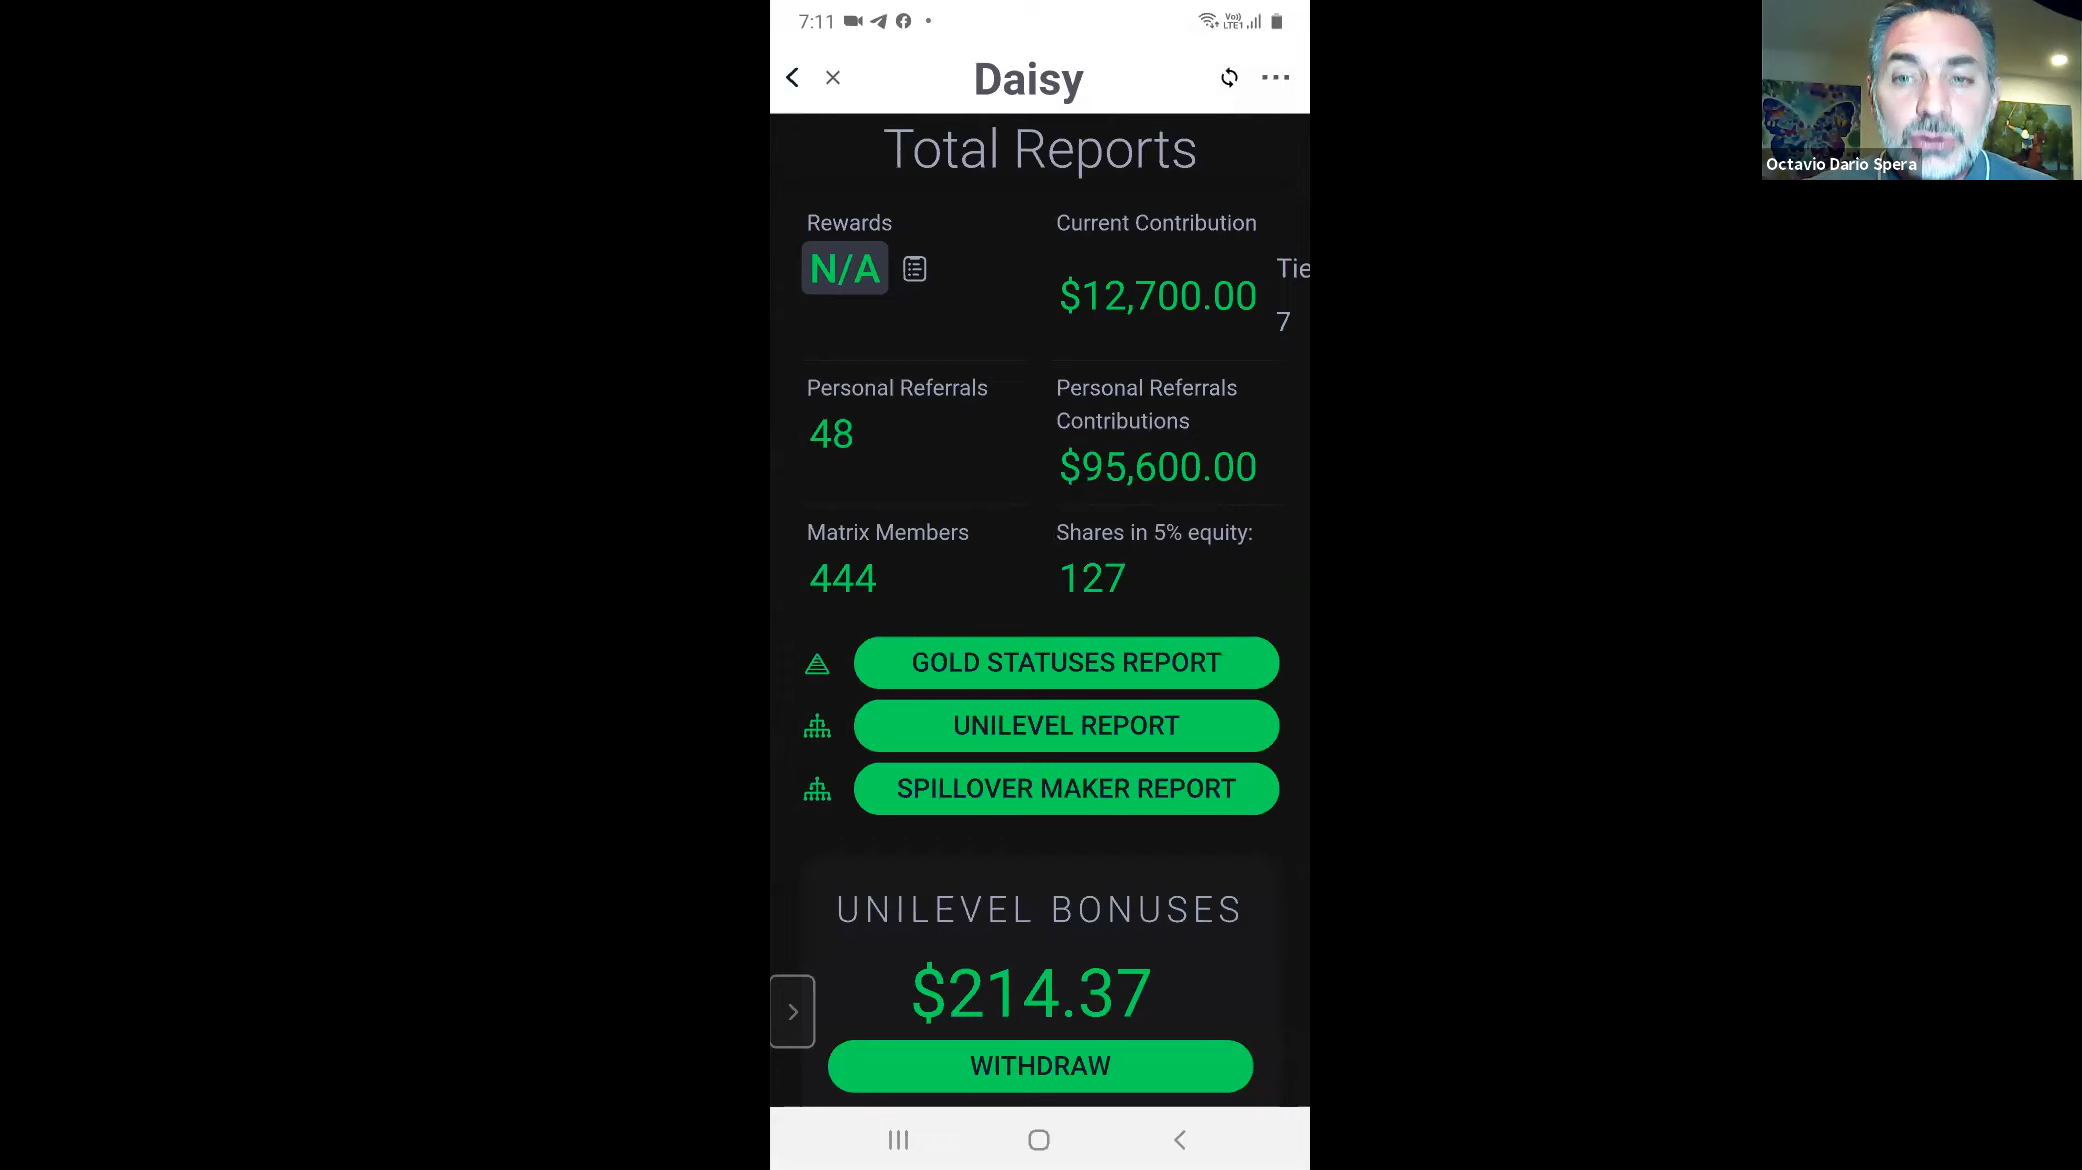 7:11
Vo)
LTE1
Daisy
Total Reports
Rewards
N/A
Current Contribution
$12,700.00
Tie
7
Personal Referrals
48
Personal Referrals
Contributions
$95,600.00
Matrix Members
444
Shares in 5% equity:
127
GOLD STATUSES REPORT
UNILEVEL REPORT
SPILLOVER MAKER REPORT
UNILEVEL BONUSES
$214.37
WITHDRAW
Octavio Dario Spera